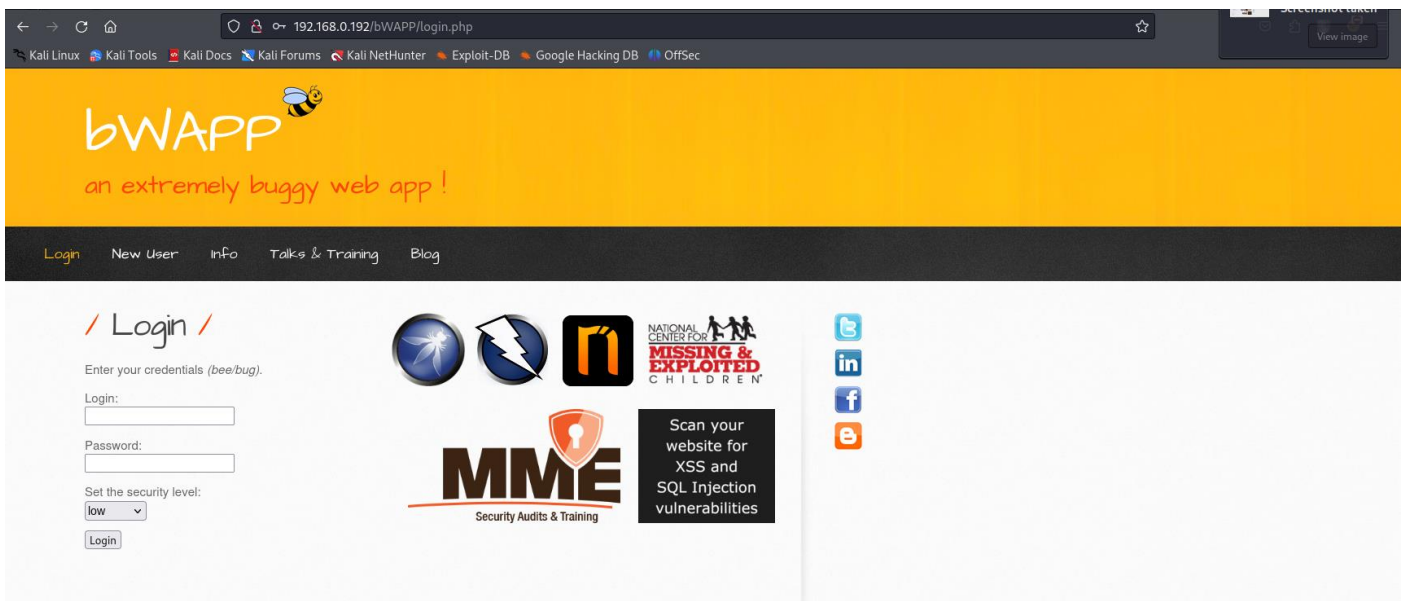 Screenshot taken
View image
192.168.0.192/bWAPP/login.php
Kali Linux Kali Tools Kali Docs Kali Forums Kali NetHunter Exploit-DB Google Hacking DB OffSec
bWAPP
an extremely buggy web app !
Login New User Info Talks & Training Blog
/ Login /
Enter your credentials (bee/bug).
Login:
Password:
Set the security level:
low
Login
NATIONAL
CENTER FOR
MISSING &
EXPLOITED
CHILDREN
MME
Security Audits & Training
Scan your
website for
XSS and
SQL Injection
vulnerabilities